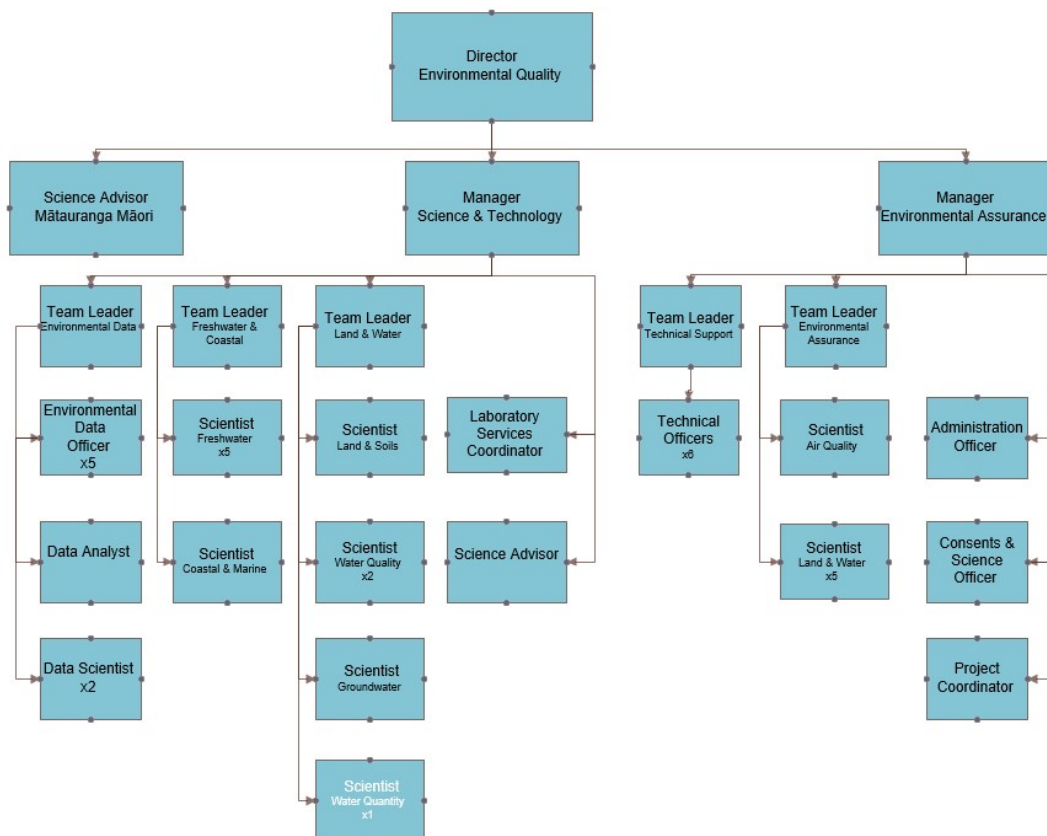 Director
Environmental Quality
Science Advisor
Mātauranga Māori
Manager
Science & Technology
Manager
Environmental Assurance
Team Leader
Environmental Data
Team Leader
Freshwater &
Coastal
Team Leader
Land & Water
Team Leader
Technical Support
Team Leader
Environmental
Assurance
Environmental
Data
Officer
x5
Scientist
Freshwater
x5
Scientist
Land & Soils
Laboratory
Services
Coordinator
Technical
Officers
x6
Scientist
Air Quality
Administration
Officer
Data Analyst
Scientist
Coastal & Marine
Scientist
Water Quality
x2
Science Advisor
Scientist
Land & Water
x5
Consents &
Science
Officer
Data Scientist
x2
Scientist
Groundwater
Project
Coordinator
Scientist
Water Quantity
x1